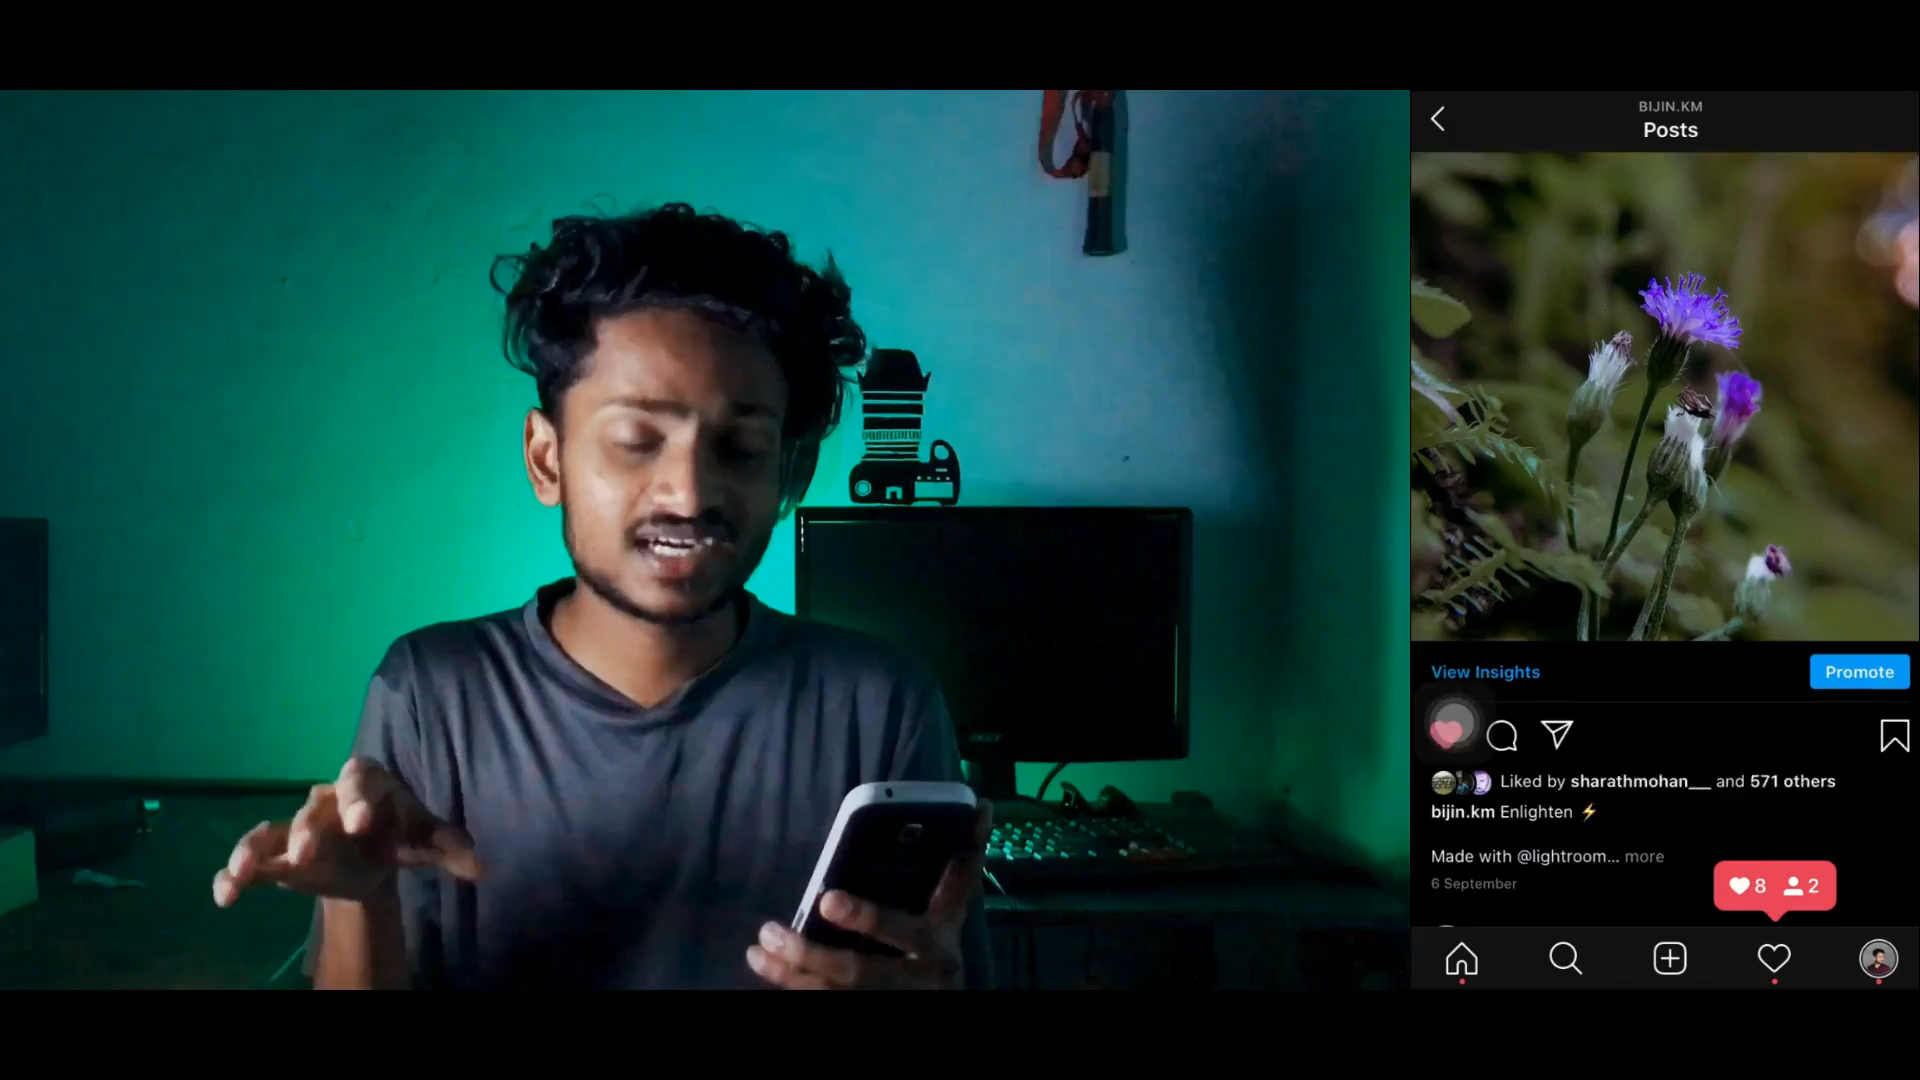 BIJIN.KM
Posts
View Insights
Promote
Liked by sharathmohan__ and 571 others
bijin.km Enlighten ⚡
Made with @lightroom... more
6 September
8 2
acer